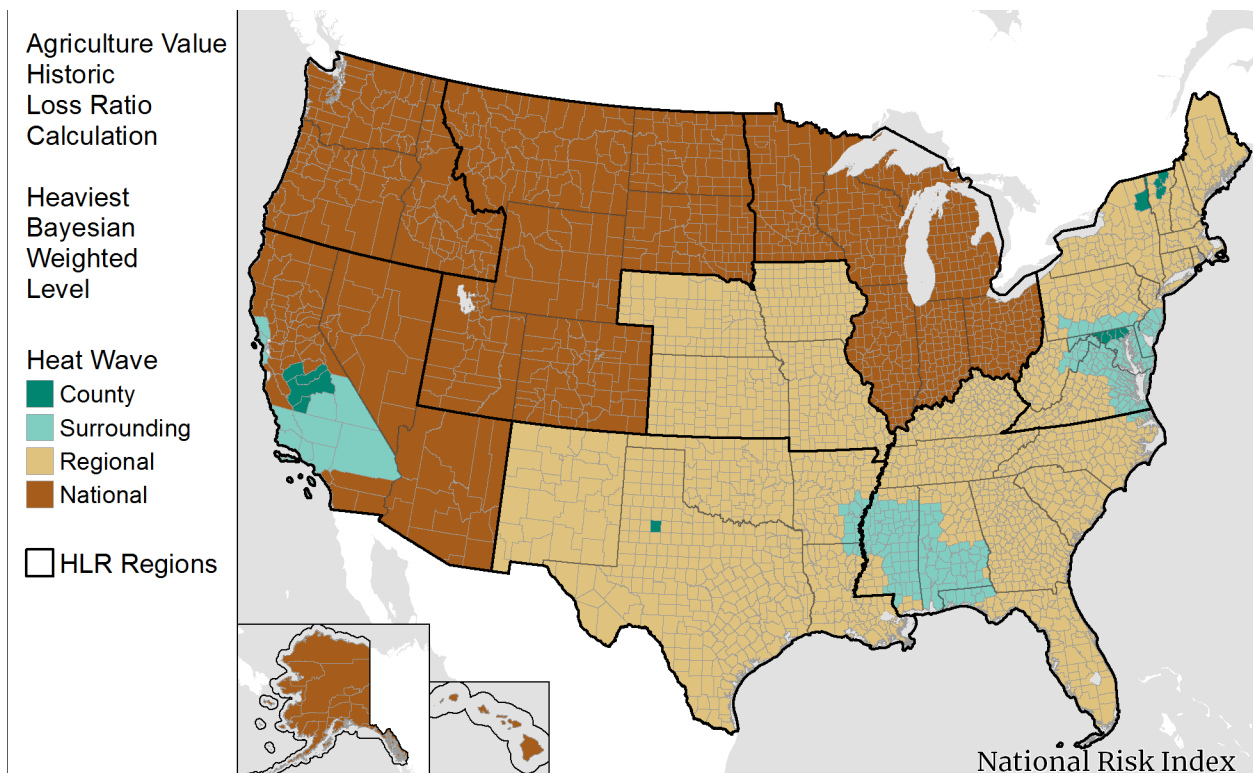 Agriculture Value
Historic
Loss Ratio
Calculation
Heaviest
Bayesian
Weighted
Level
Heat Wave
County
Surrounding
Regional
National
HLR Regions
National Risk Index